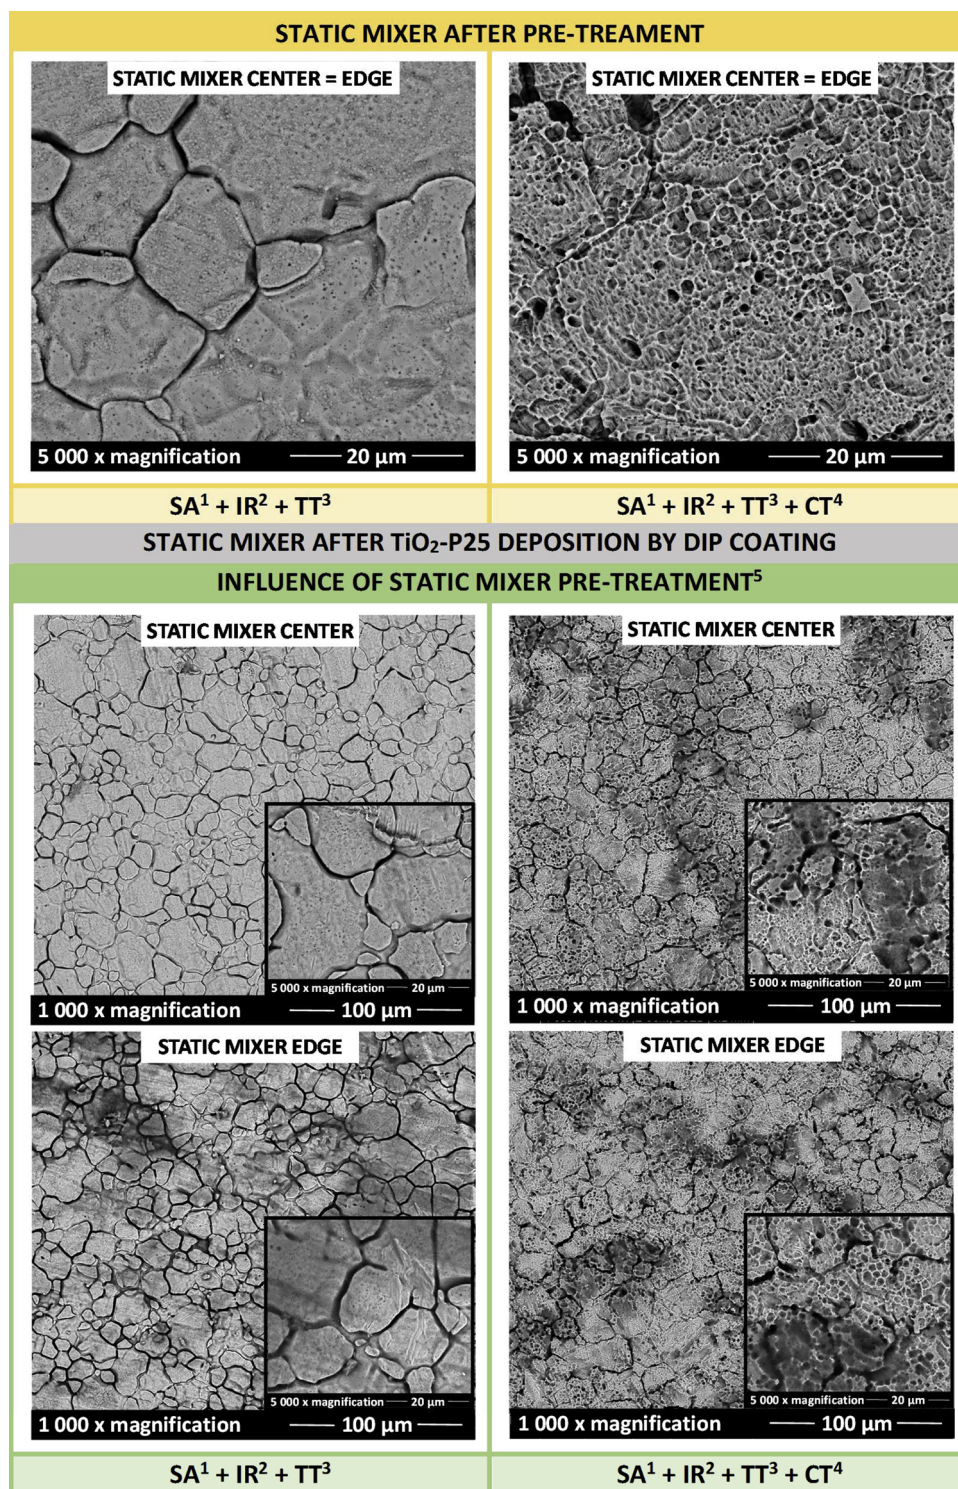 STATIC MIXER AFTER PRE-TREAMENT
STATIC MIXER CENTER = EDGE
STATIC MIXER CENTER = EDGE
5 000 x magnification 20 µm
5 000 x magnification 20 µm
SA¹ + IR² + TT³
SA¹ + IR² + TT³ + CT⁴
STATIC MIXER AFTER TiO₂-P25 DEPOSITION BY DIP COATING
INFLUENCE OF STATIC MIXER PRE-TREATMENT⁵
STATIC MIXER CENTER
STATIC MIXER CENTER
5 000 x magnification 20 µm
5 000 x magnification 20 µm
1 000 x magnification 100 µm
1 000 x magnification 100 µm
STATIC MIXER EDGE
STATIC MIXER EDGE
5 000 x magnification 20 µm
5 000 x magnification 20 µm
1 000 x magnification 100 µm
1 000 x magnification 100 µm
SA¹ + IR² + TT³
SA¹ + IR² + TT³ + CT⁴